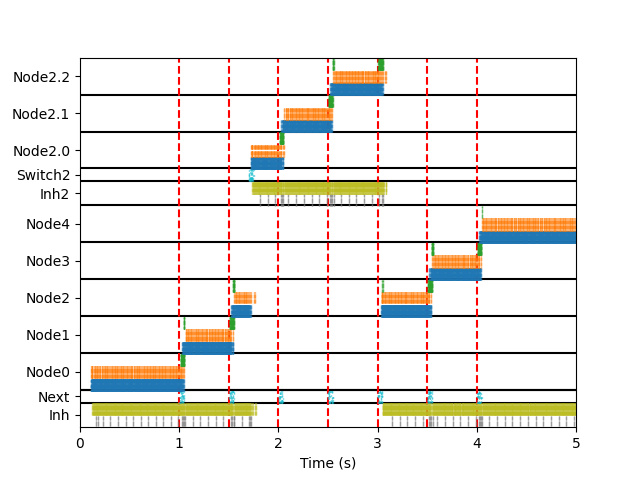 Node2.2
Node2.1
Node2.0
Switch2
Inh2
Node4
Node3
Node2
Node1
Node0
Next
Inh
0 1 2 3 4 5
Time (s)